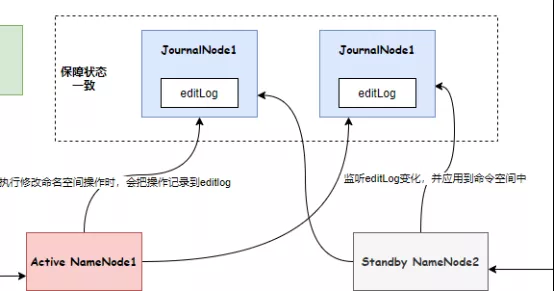 JournalNode1
JournalNode1
保障状态
一致
editLog
editLog
执行修改命名空间操作时，会把操作记录到editlog
监听editLog变化，并应用到命令空间中
Active NameNode1
Standby NameNode2